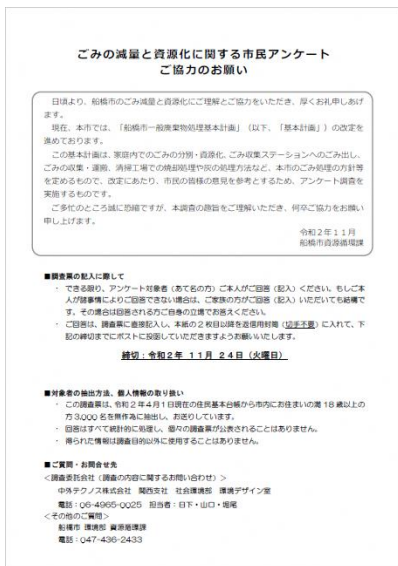 ごみの減量と資源化に関する市民アンケート
ご協力のお願い
日頃より、船橋市のごみ減量と資源化にご理解とご協力をいただき、厚くお礼申しあげ
ます。
現在、本市では、「船橋市一般廃棄物処理基本計画」(以下、「基本計画」)の改定を
進めております。
この基本計画は、家庭内でのごみの分別・資源化、ごみ収集ステーションへのごみ出し、
ごみの収集・運搬、清掃工場での焼却処理や灰の処理方法など、本市のごみ処理の方針等
を定めるもので、改定にあたり、市民の皆様の意見を参考とするため、アンケート調査を
実施するものです。
ご多忙のところ誠に恐縮ですが、本調査の趣旨をご理解いただき、何卒ご協力をお願い
申し上げます。
令和2年11月
船橋市資源循環課
■調査票の記入に際して
・ できる限り、アンケート対象者(あて名の方)ご本人がご回答(記入)ください。もしご本
人が諸事情によりご回答できない場合は、ご家族の方がご回答(記入)いただいても結構で
す。その場合は回答される方ご自身の立場でお答えください。
・ ご回答は、調査票に直接記入し、本紙の2枚目以降を返信用封筒(切手不要)に入れて、下
記の締切までにポストに投函していただきますようお願いいたします。
締切:令和2年 11月 24日(火曜日)
■対象者の抽出方法、個人情報の取り扱い
・ この調査票は、令和2年4月1日現在の住民基本台帳から市内にお住まいの満18歳以上の
方3,000名を無作為に抽出し、お送りしています。
・ 回答はすべて統計的に処理し、個々の調査票が公表されることはありません。
・ 得られた情報は調査目的以外に使用することはありません。
■ご質問・お問合せ先
<調査委託会社(調査の内容に関するお問い合わせ)>
中外テクノス株式会社 関西支社 社会環境部 環境デザイン室
電話:06-4965-0025 担当者:日下・山口・堀尾
<その他のご質問>
船橋市 環境部 資源循環課
電話:047-436-2433